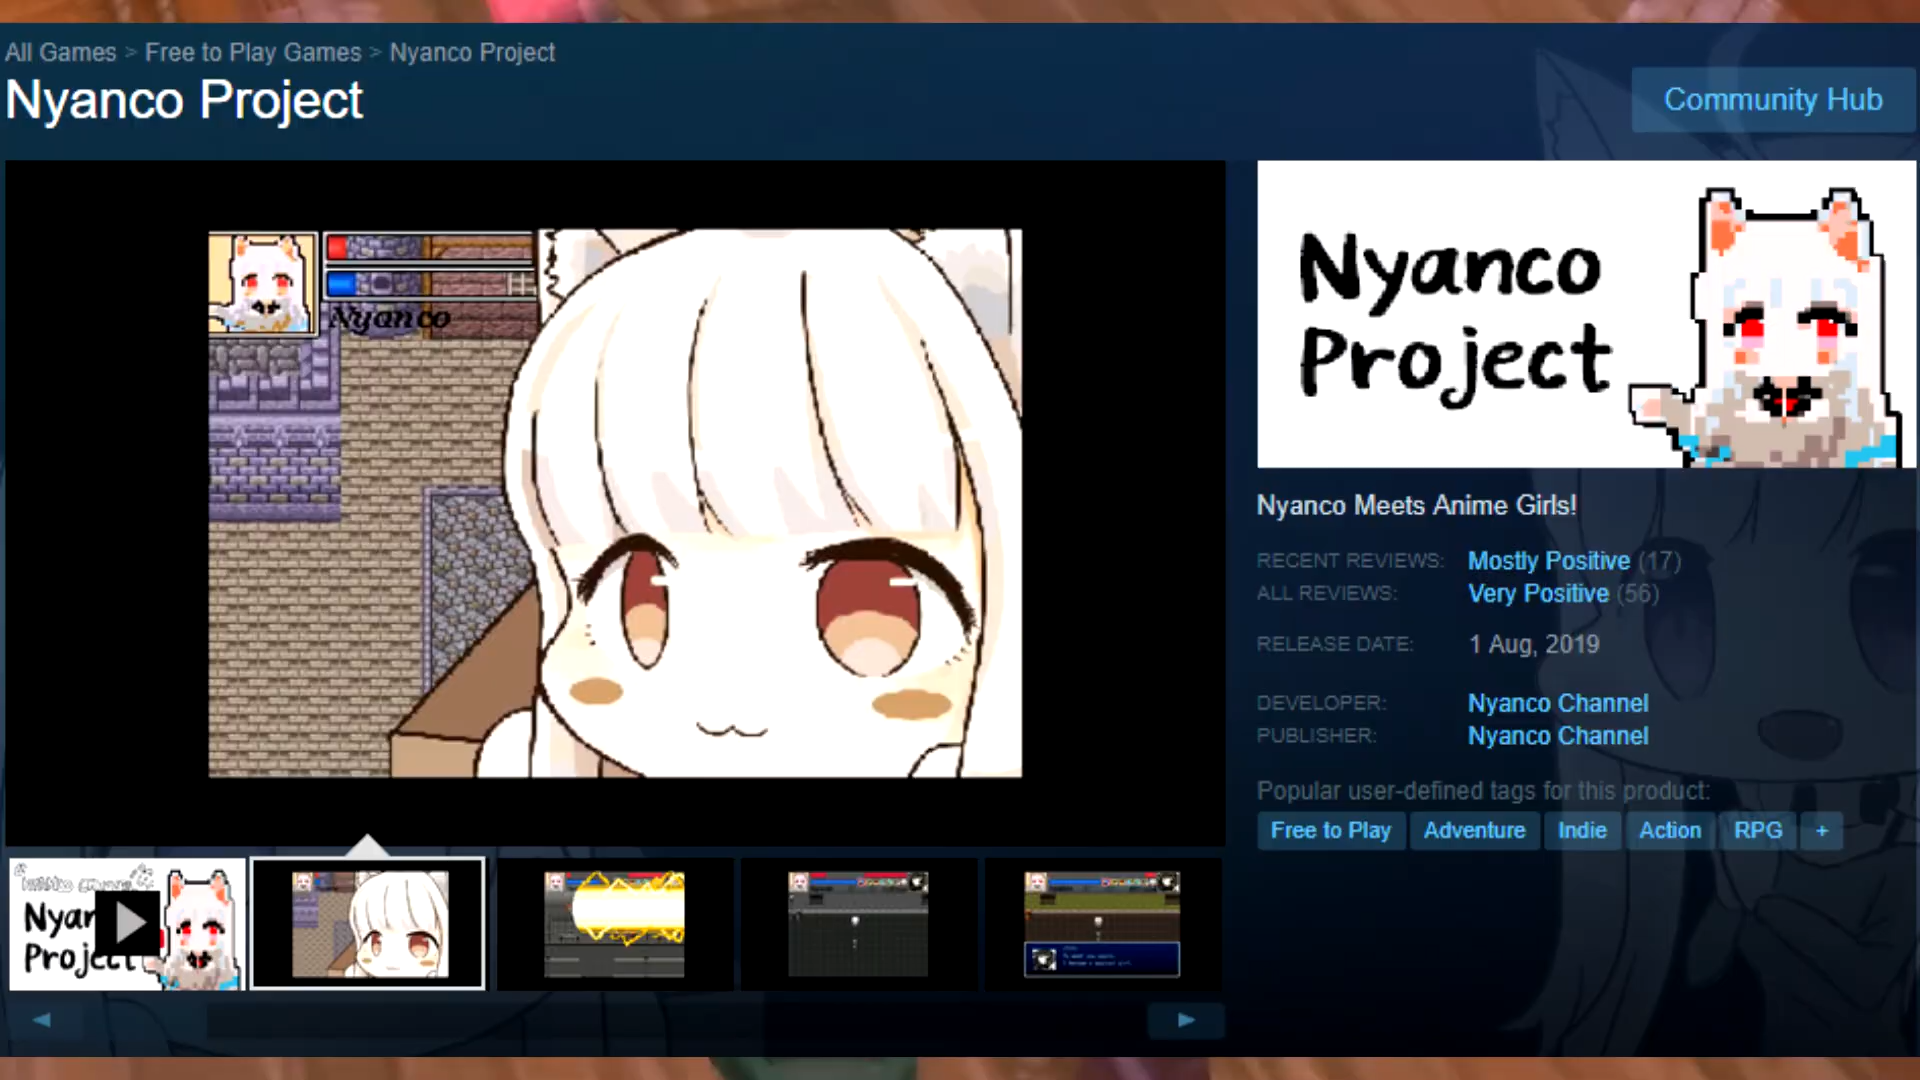 All Games > Free to Play Games > Nyanco Project
Nyanco Project
Community Hub
Nyanco
Nyanco
Project
Nyanco Meets Anime Girls!
RECENT REVIEWS: Mostly Positive (17)
ALL REVIEWS: Very Positive (56)
RELEASE DATE: 1 Aug, 2019
DEVELOPER: Nyanco Channel
PUBLISHER: Nyanco Channel
Popular user-defined tags for this product:
Free to Play Adventure Indie Action RPG +
Nyan
Project